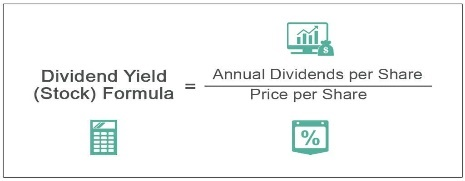 Dividend Yield
(Stock) Formula
=
Annual Dividends per Share
Price per Share
$
%